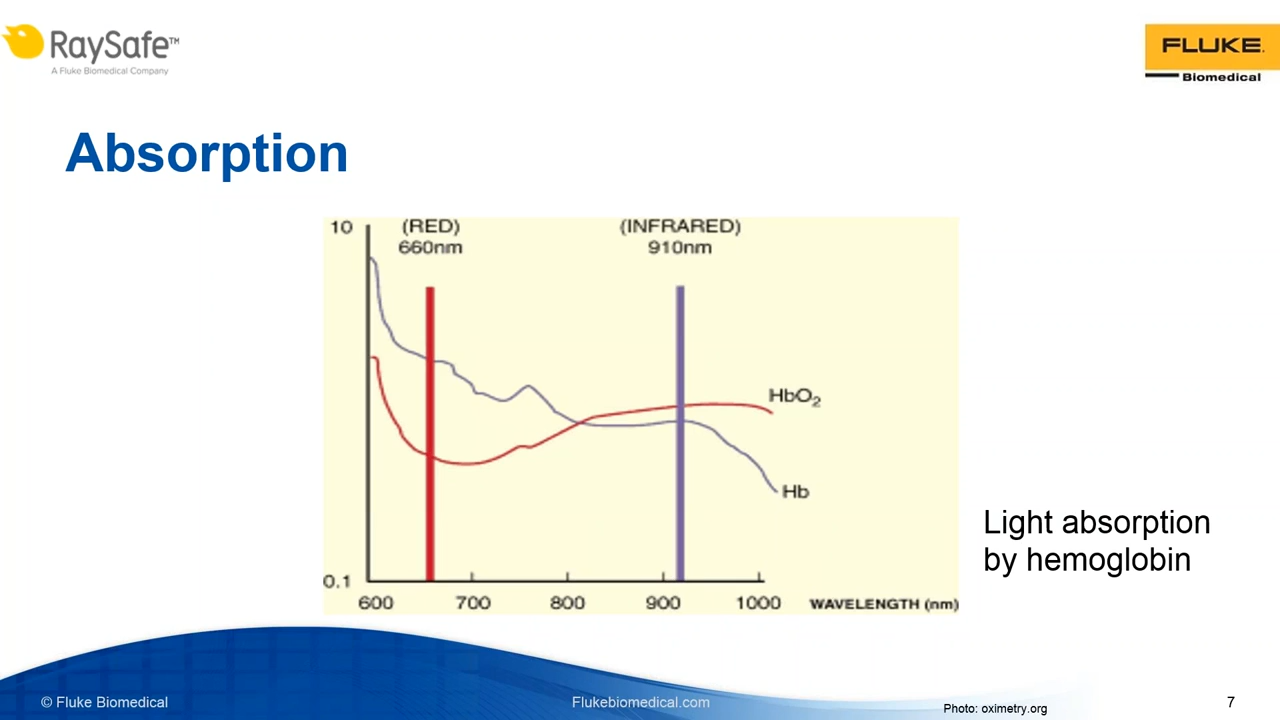 RaySafe™
A Fluke Biomedical Company
FLUKE®
Biomedical
Absorption
10
(RED)
660nm
(INFRARED)
910nm
HbO₂
Hb
0.1
600 700 800 900 1000 WAVELENGTH (nm)
Light absorption
by hemoglobin
© Fluke Biomedical
Flukebiomedical.com
Photo: oximetry.org
7